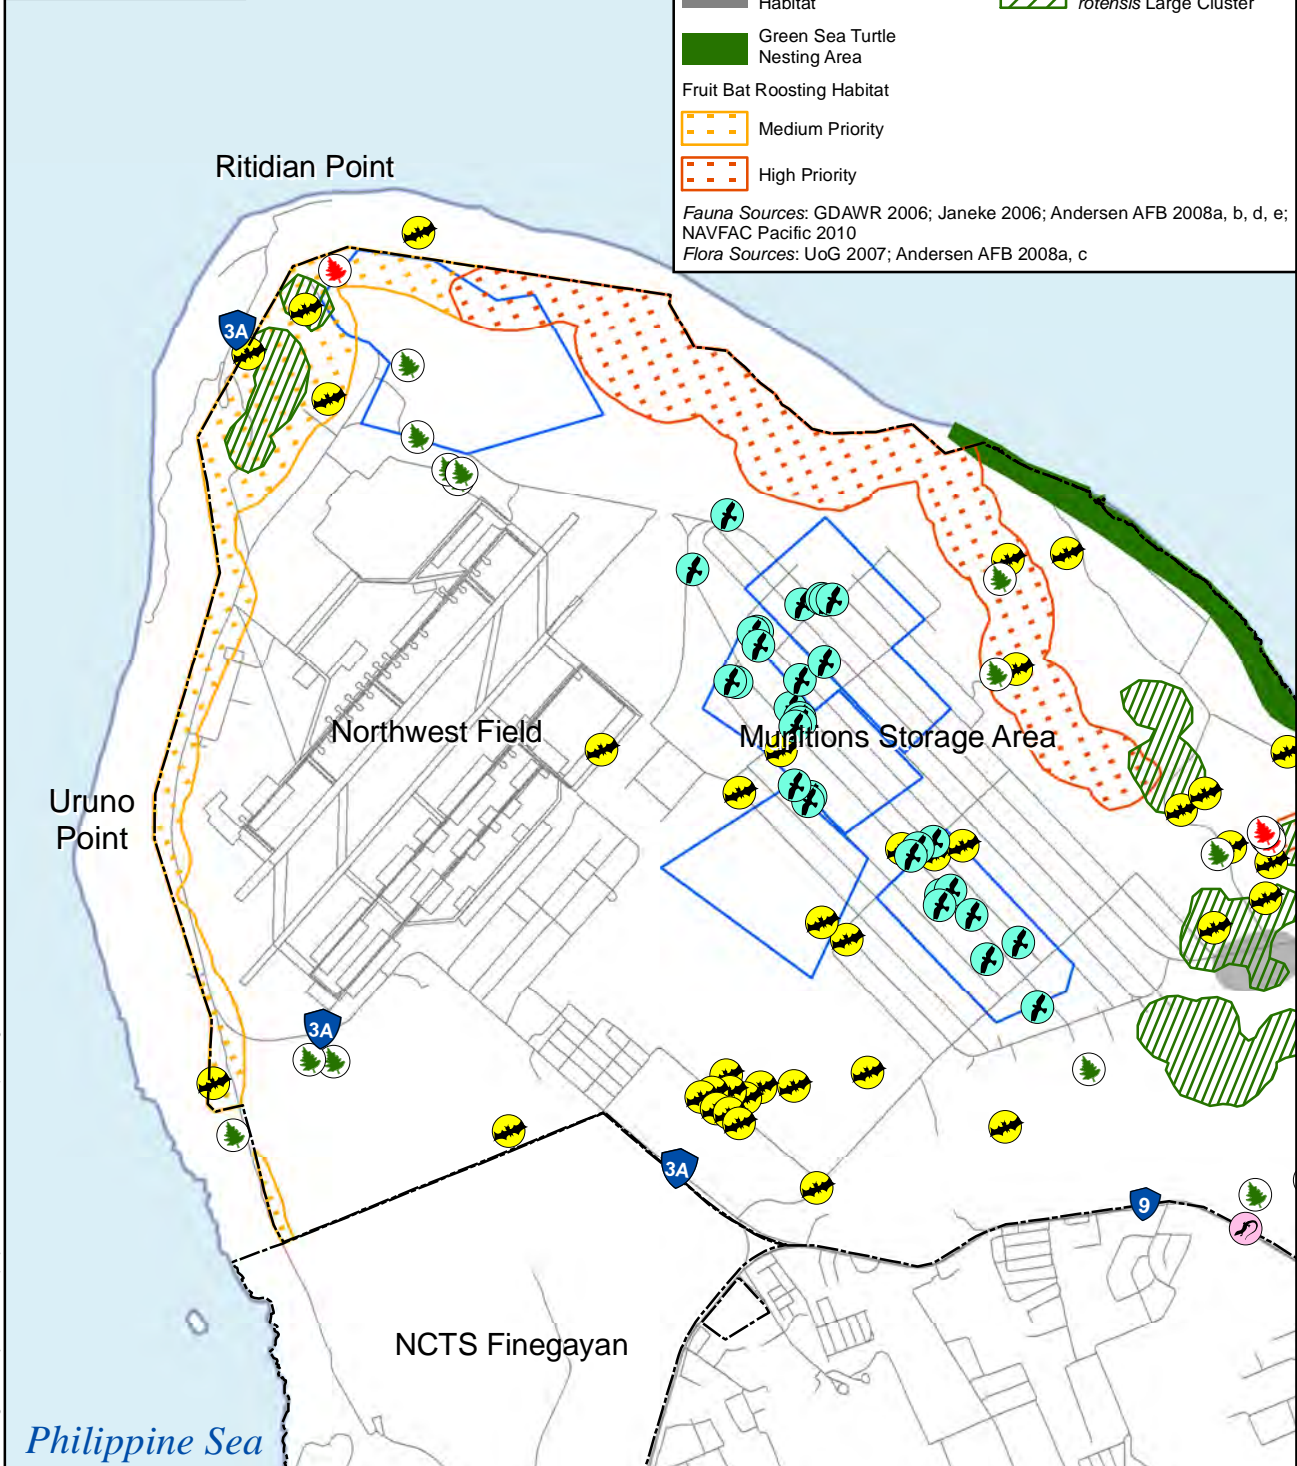 Habitat
rotensis Large Cluster
Green Sea Turtle
Nesting Area
Fruit Bat Roosting Habitat
Medium Priority
High Priority
Fauna Sources: GDAWR 2006; Janeke 2006; Andersen AFB 2008a, b, d, e;
NAVFAC Pacific 2010
Flora Sources: UoG 2007; Andersen AFB 2008a, c
Ritidian Point
3A
Northwest Field
Munitions Storage Area
Uruno
Point
3A
3A
9
NCTS Finegayan
Philippine Sea